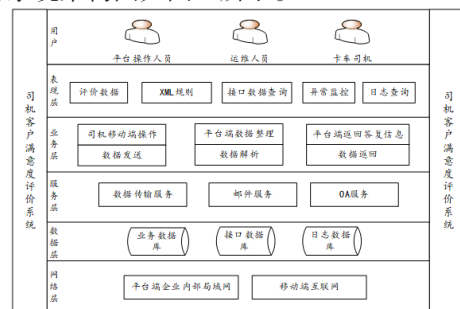 用户
平台操作人员 运维人员 卡车司机
表现层
评价数据 XML规则 接口数据查询 异常监控 日志查询
业务层
司机移动端操作 平台端数据整理 平台端返回答复信息
数据发送 数据解析 数据返回
服务层
数据传输服务 邮件服务 OA服务
数据层
业务数据库 接口数据库 日志数据库
网络层
平台端企业内部局域网 移动端互联网
司机客户满意度评价系统
司机客户满意度评价系统